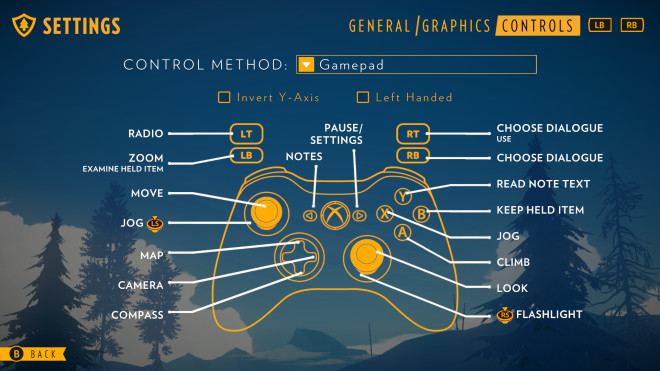 SETTINGS
GENERAL/GRAPHICS CONTROLS LB RB
CONTROL METHOD: Gamepad
Invert Y-Axis Left Handed
RADIO LT
ZOOM LB
EXAMINE HELD ITEM
MOVE
JOG LS
MAP
CAMERA
COMPASS
NOTES
PAUSE/
SETTINGS
RT CHOOSE DIALOGUE
USE
RB CHOOSE DIALOGUE
Y READ NOTE TEXT
B KEEP HELD ITEM
X JOG
A CLIMB
LOOK
RS FLASHLIGHT
B BACK